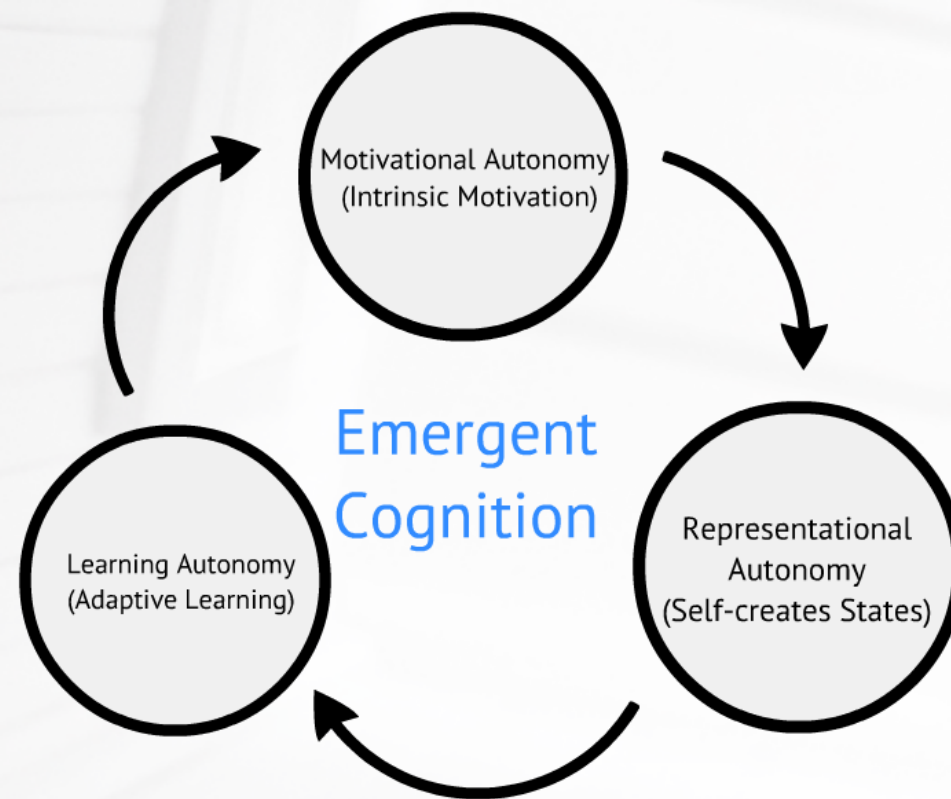 Motivational Autonomy
(Intrinsic Motivation)
Emergent
Cognition
Representational
Autonomy
(Self-creates States)
Learning Autonomy
(Adaptive Learning)